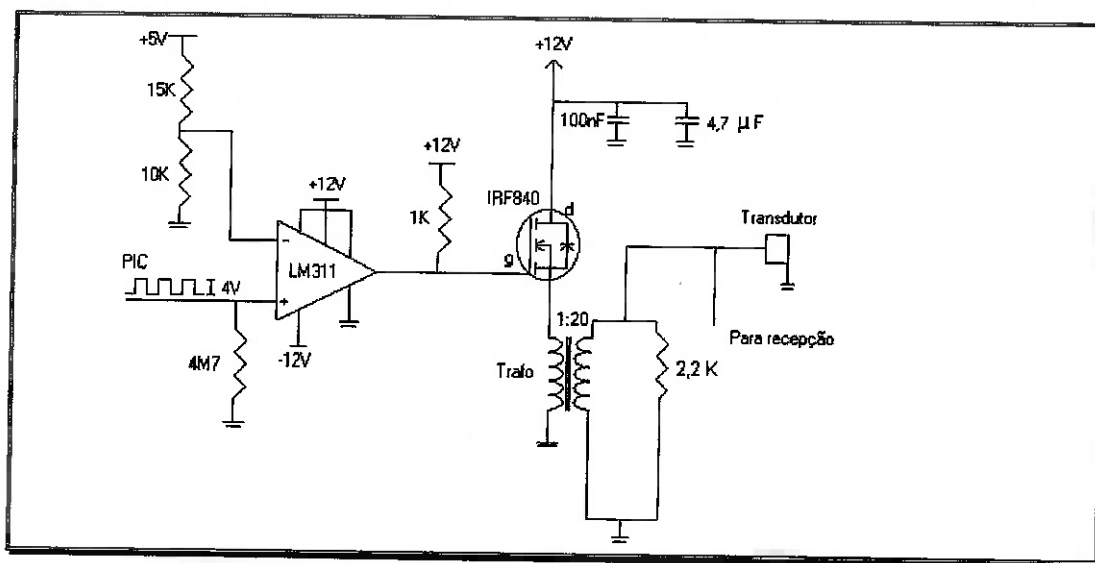 +5V
15K
10K
+12V
LM311
-
+
PIC
4V
4M7
-12V
+12V
1K
+12V
100nF
4,7 µF
IRF840
d
g
1:20
Trafo
2,2 K
Transdutor
Para recepção